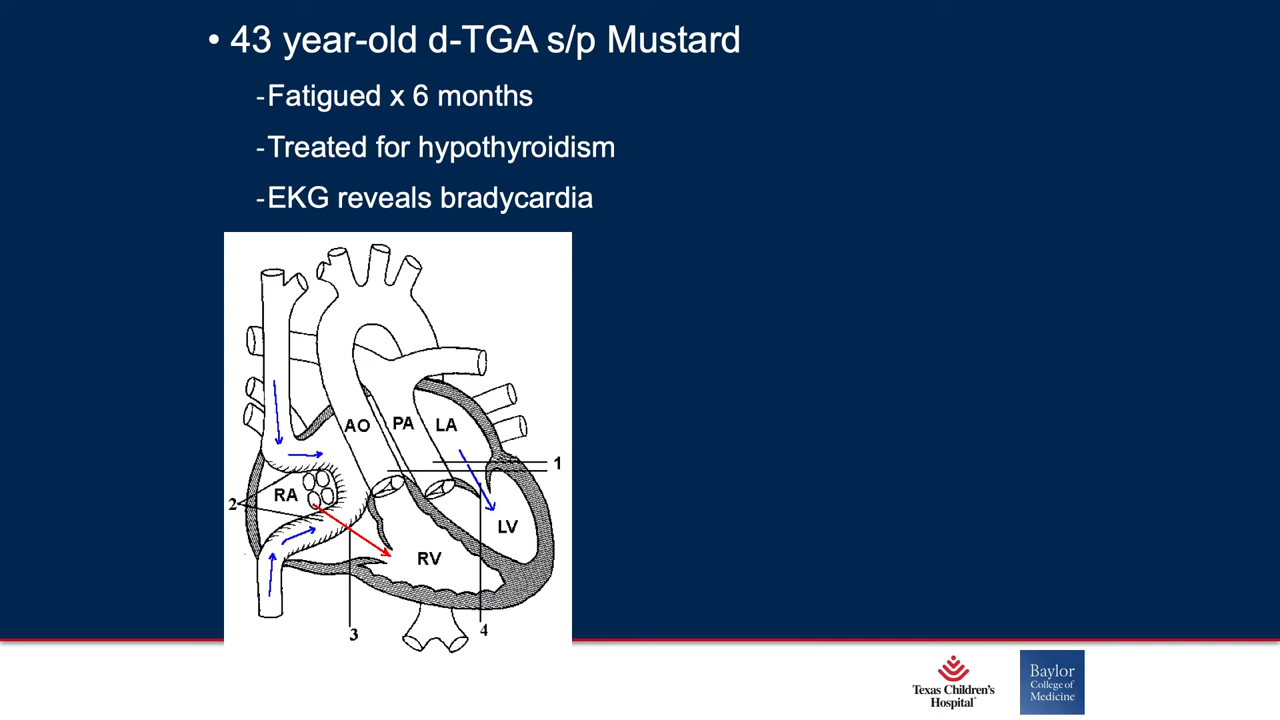 • 43 year-old d-TGA s/p Mustard
-Fatigued x 6 months
-Treated for hypothyroidism
-EKG reveals bradycardia
AO PA LA
1
RA
2
LV
RV
3
4
Texas Children's
Hospital®
Baylor
College of
Medicine